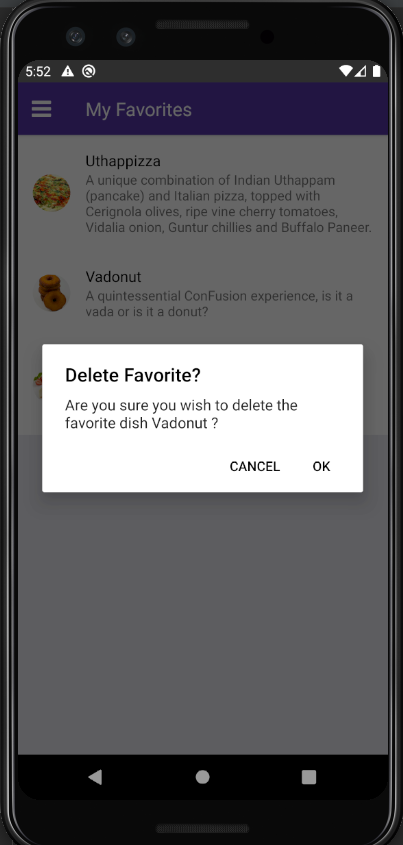 5:52
My Favorites
Uthappizza
A unique combination of Indian Uthappam
(pancake) and Italian pizza, topped with
Cerignola olives, ripe vine cherry tomatoes,
Vidalia onion, Guntur chillies and Buffalo Paneer.
Vadonut
A quintessential ConFusion experience, is it a
vada or is it a donut?
Delete Favorite?
Are you sure you wish to delete the
favorite dish Vadonut ?
CANCEL OK